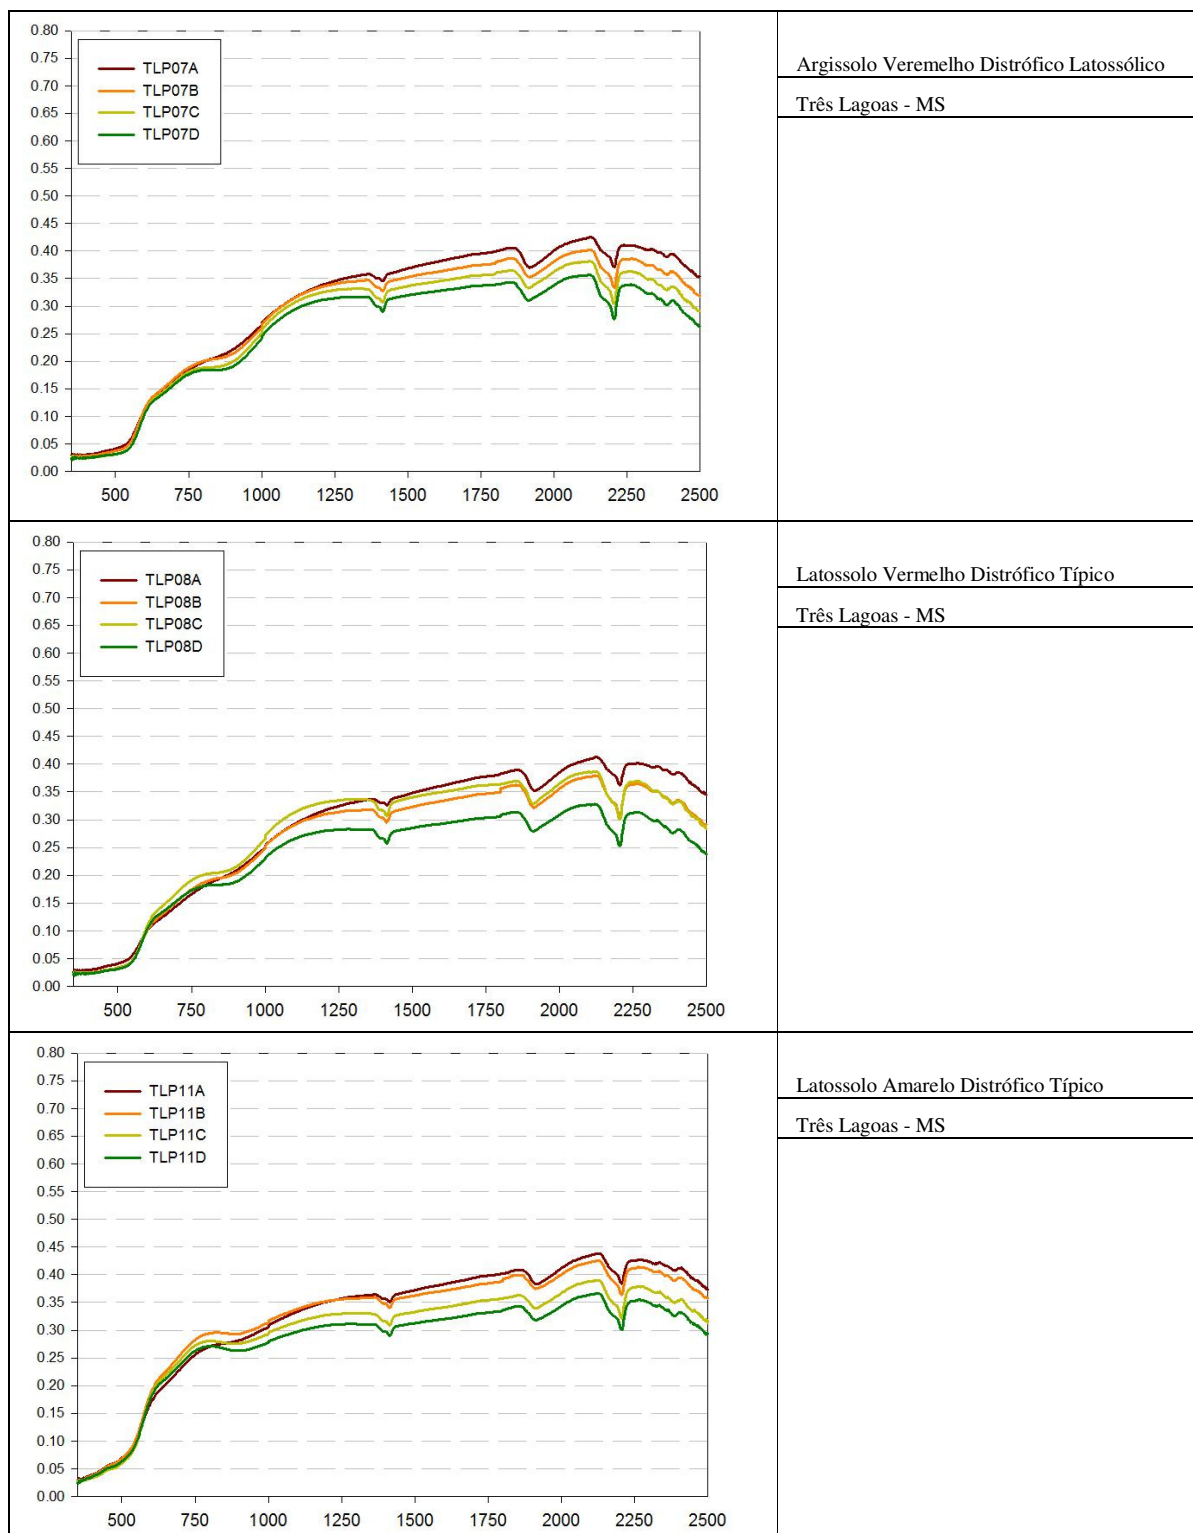 0.80
0.75
0.70
0.65
0.60
0.55
0.50
0.45
0.40
0.35
0.30
0.25
0.20
0.15
0.10
0.05
0.00
TLP07A
TLP07B
TLP07C
TLP07D
500 750 1000 1250 1500 1750 2000 2250 2500
Argissolo Veremelho Distrófico Latossólico
Três Lagoas - MS
0.80
0.75
0.70
0.65
0.60
0.55
0.50
0.45
0.40
0.35
0.30
0.25
0.20
0.15
0.10
0.05
0.00
TLP08A
TLP08B
TLP08C
TLP08D
500 750 1000 1250 1500 1750 2000 2250 2500
Latossolo Vermelho Distrófico Típico
Três Lagoas - MS
0.80
0.75
0.70
0.65
0.60
0.55
0.50
0.45
0.40
0.35
0.30
0.25
0.20
0.15
0.10
0.05
0.00
TLP11A
TLP11B
TLP11C
TLP11D
500 750 1000 1250 1500 1750 2000 2250 2500
Latossolo Amarelo Distrófico Típico
Três Lagoas - MS